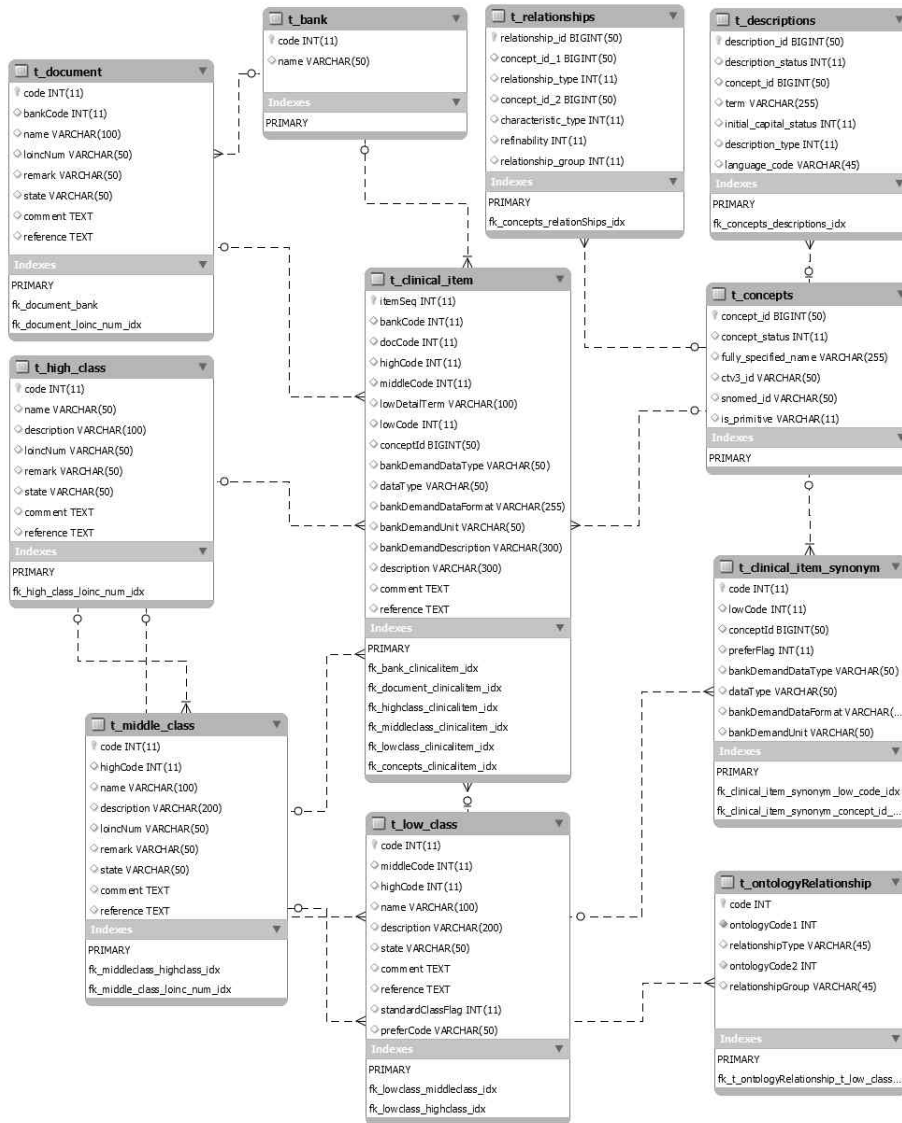 t_bank
code INT(11)
name VARCHAR(50)
Indexes
PRIMARY
t_relationships
relationship_id BIGINT(50)
concept_id_1 BIGINT(50)
relationship_type INT(11)
concept_id_2 BIGINT(50)
characteristic_type INT(11)
refinability INT(11)
relationship_group INT(11)
Indexes
PRIMARY
fk_concepts_relationShips_idx
t_descriptions
description_id BIGINT(50)
description_status INT(11)
concept_id BIGINT(50)
term VARCHAR(255)
initial_capital_status INT(11)
description_type INT(11)
language_code VARCHAR(45)
Indexes
PRIMARY
fk_concepts_descriptions_idx
t_document
code INT(11)
bankCode INT(11)
name VARCHAR(100)
loincNum VARCHAR(50)
remark VARCHAR(50)
state VARCHAR(50)
comment TEXT
reference TEXT
Indexes
PRIMARY
fk_document_bank
fk_document_loinc_num_idx
t_clinical_item
itemSeq INT(11)
bankCode INT(11)
docCode INT(11)
highCode INT(11)
middleCode INT(11)
lowDetailTerm VARCHAR(100)
lowCode INT(11)
conceptId BIGINT(50)
bankDemandDataType VARCHAR(50)
dataType VARCHAR(50)
bankDemandDataFormat VARCHAR(255)
bankDemandUnit VARCHAR(50)
bankDemandDescription VARCHAR(300)
description VARCHAR(300)
comment TEXT
reference TEXT
Indexes
PRIMARY
fk_bank_clinicalitem_idx
fk_document_clinicalitem_idx
fk_highclass_clinicalitem_idx
fk_middleclass_clinicalitem_idx
fk_lowclass_clinicalitem_idx
fk_concepts_clinicalitem_idx
t_concepts
concept_id BIGINT(50)
concept_status INT(11)
fully_specified_name VARCHAR(255)
ctv3_id VARCHAR(50)
snomed_id VARCHAR(50)
is_primitive VARCHAR(11)
Indexes
PRIMARY
t_high_class
code INT(11)
name VARCHAR(50)
description VARCHAR(100)
loincNum VARCHAR(50)
remark VARCHAR(50)
state VARCHAR(50)
comment TEXT
reference TEXT
Indexes
PRIMARY
fk_high_class_loinc_num_idx
t_clinical_item_synonym
code INT(11)
lowCode INT(11)
conceptId BIGINT(50)
preferFlag INT(11)
bankDemandDataType VARCHAR(50)
dataType VARCHAR(50)
bankDemandDataFormat VARCHAR(...
bankDemandUnit VARCHAR(50)
Indexes
PRIMARY
fk_clinical_item_synonym_low_code_idx
fk_clinical_item_synonym_concept_id_...
t_middle_class
code INT(11)
highCode INT(11)
name VARCHAR(100)
description VARCHAR(200)
loincNum VARCHAR(50)
remark VARCHAR(50)
state VARCHAR(50)
comment TEXT
reference TEXT
Indexes
PRIMARY
fk_middleclass_highclass_idx
fk_middle_class_loinc_num_idx
t_low_class
code INT(11)
middleCode INT(11)
highCode INT(11)
name VARCHAR(100)
description VARCHAR(200)
state VARCHAR(50)
comment TEXT
reference TEXT
standardClassFlag INT(11)
preferCode VARCHAR(50)
Indexes
PRIMARY
fk_lowclass_middleclass_idx
fk_lowclass_highclass_idx
t_ontologyRelationship
code INT
ontologyCode1 INT
relationshipType VARCHAR(45)
ontologyCode2 INT
relationshipGroup VARCHAR(45)
Indexes
PRIMARY
fk_t_ontologyRelationship_t_low_class...